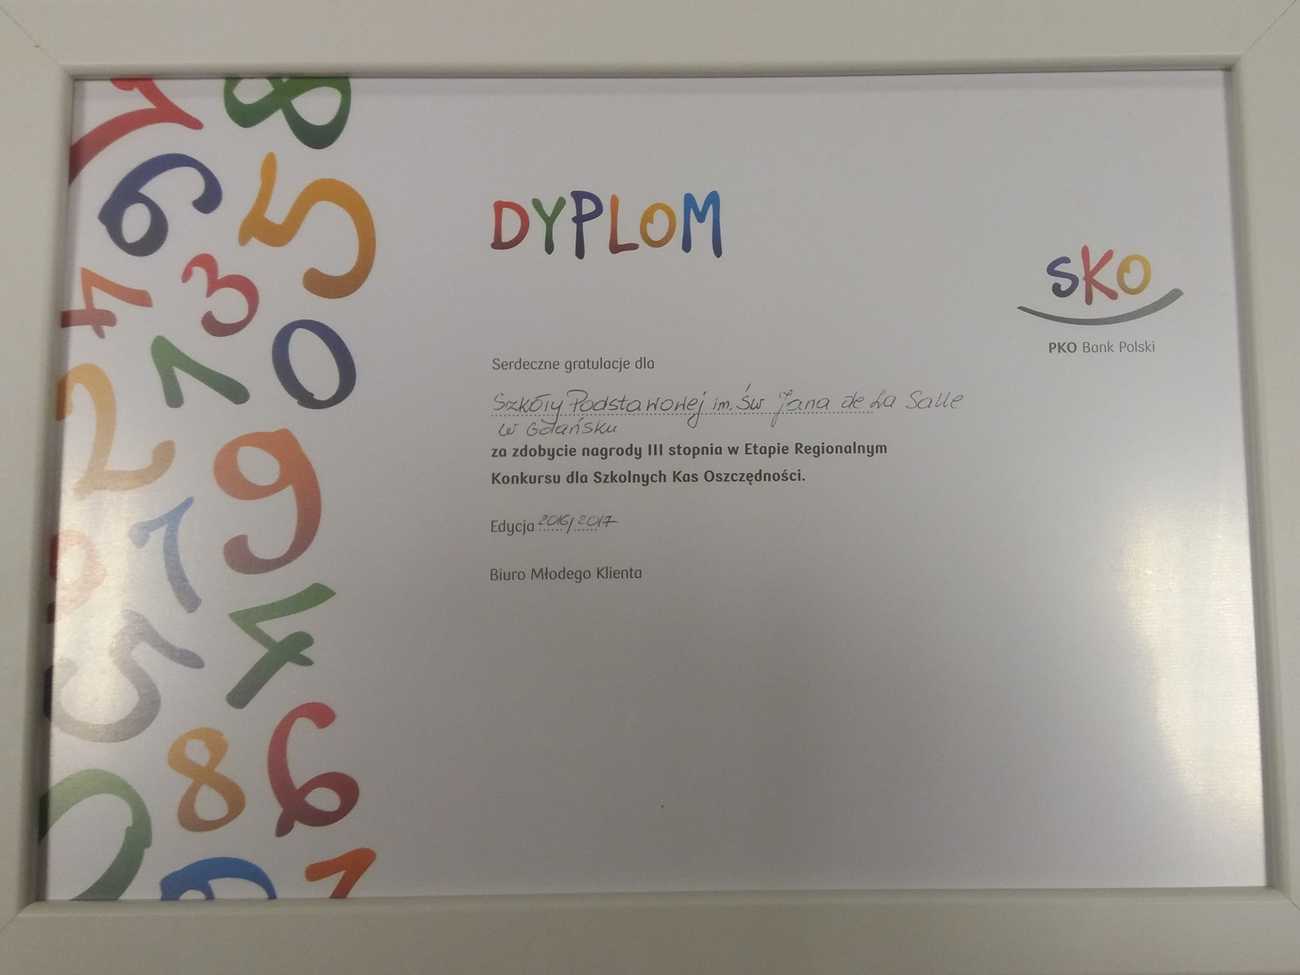 DYPLOM
SKO
PKO Bank Polski
Serdeczne gratulacje dla
Szkoły Podstawowej im. Św Jana de La Salle
w Gdańsku
za zdobycie nagrody III stopnia w Etapie Regionalnym
Konkursu dla Szkolnych Kas Oszczędności.
Edycja 2016/2017
Biuro Młodego Klienta